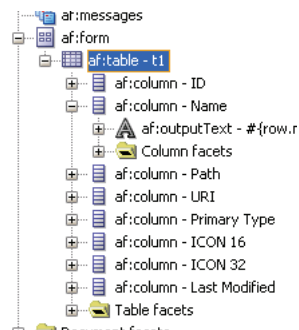 af:messages
af:form
af:table - t1
af:column - ID
af:column - Name
af:outputText - #{row.
Column facets
af:column - Path
af:column - URI
af:column - Primary Type
af:column - ICON 16
af:column - ICON 32
af:column - Last Modified
Table facets
Document facets